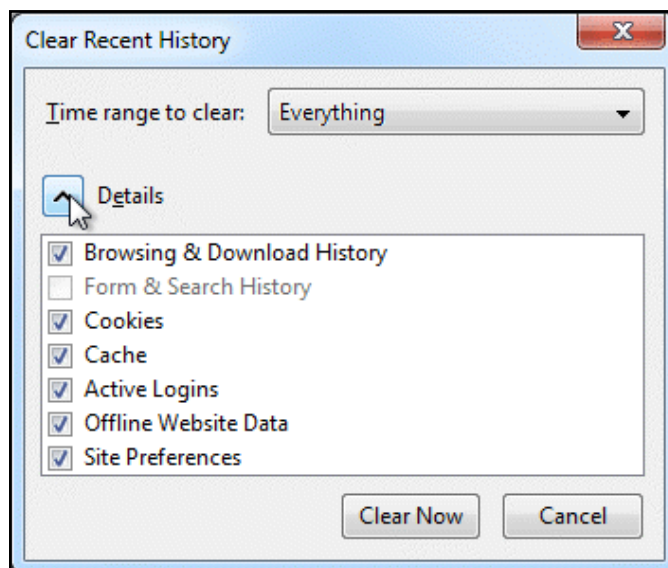 Clear Recent History
Time range to clear: Everything
Details
Browsing & Download History
Form & Search History
Cookies
Cache
Active Logins
Offline Website Data
Site Preferences
Clear Now Cancel